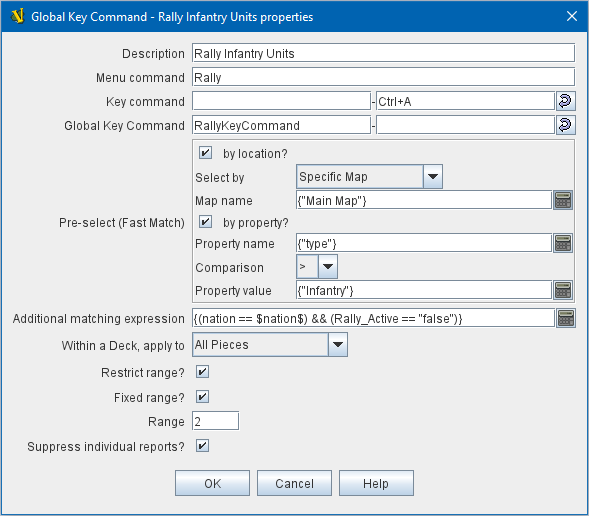 Global Key Command - Rally Infantry Units properties
Description Rally Infantry Units
Menu command Rally
Key command - Ctrl+A
Global Key Command RallyKeyCommand -
by location?
Select by Specific Map
Map name {"Main Map"}
Pre-select (Fast Match) by property?
Property name {"type"}
Comparison >
Property value {"Infantry"}
Additional matching expression {(nation == $nation$) && (Rally_Active == "false")}
Within a Deck, apply to All Pieces
Restrict range?
Fixed range?
Range 2
Suppress individual reports?
OK Cancel Help